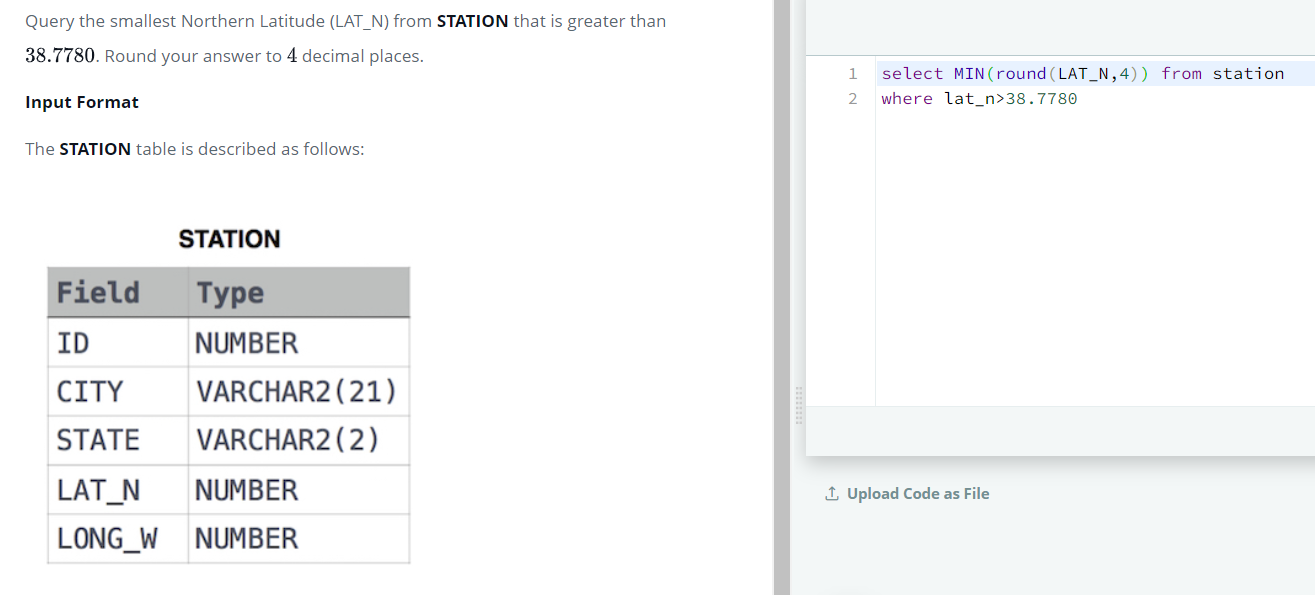 Query the smallest Northern Latitude (LAT_N) from STATION that is greater than
38.7780. Round your answer to 4 decimal places.
Input Format
The STATION table is described as follows:
STATION
Field Type
ID NUMBER
CITY VARCHAR2(21)
STATE VARCHAR2(2)
LAT_N NUMBER
LONG_W NUMBER
1 select MIN(round(LAT_N,4)) from station
2 where lat_n>38.7780
Upload Code as File